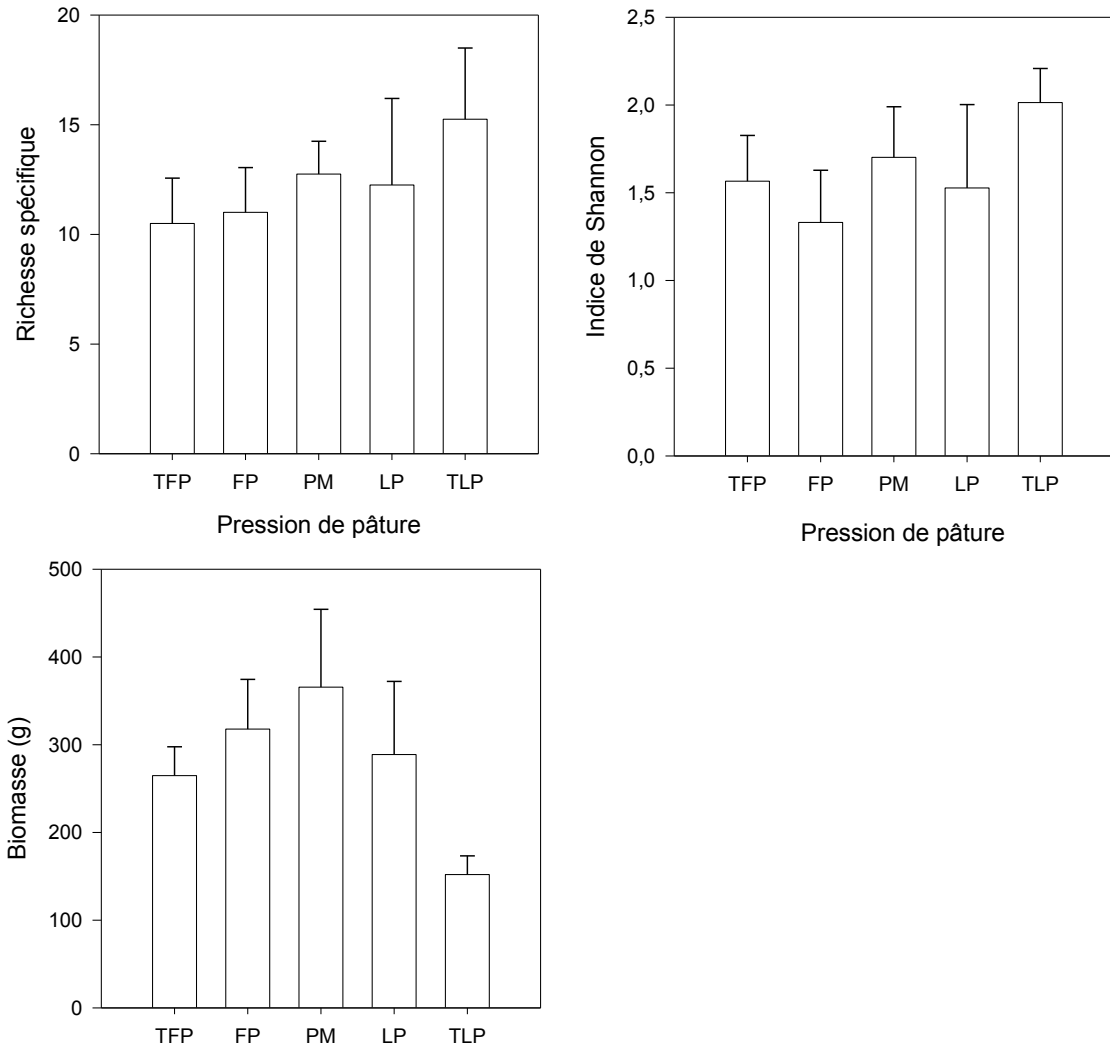 Richesse spécifique
20
15
10
5
0
TFP FP PM LP TLP
Pression de pâture
Indice de Shannon
2,5
2,0
1,5
1,0
0,5
0,0
TFP FP PM LP TLP
Pression de pâture
Biomasse (g)
500
400
300
200
100
0
TFP FP PM LP TLP